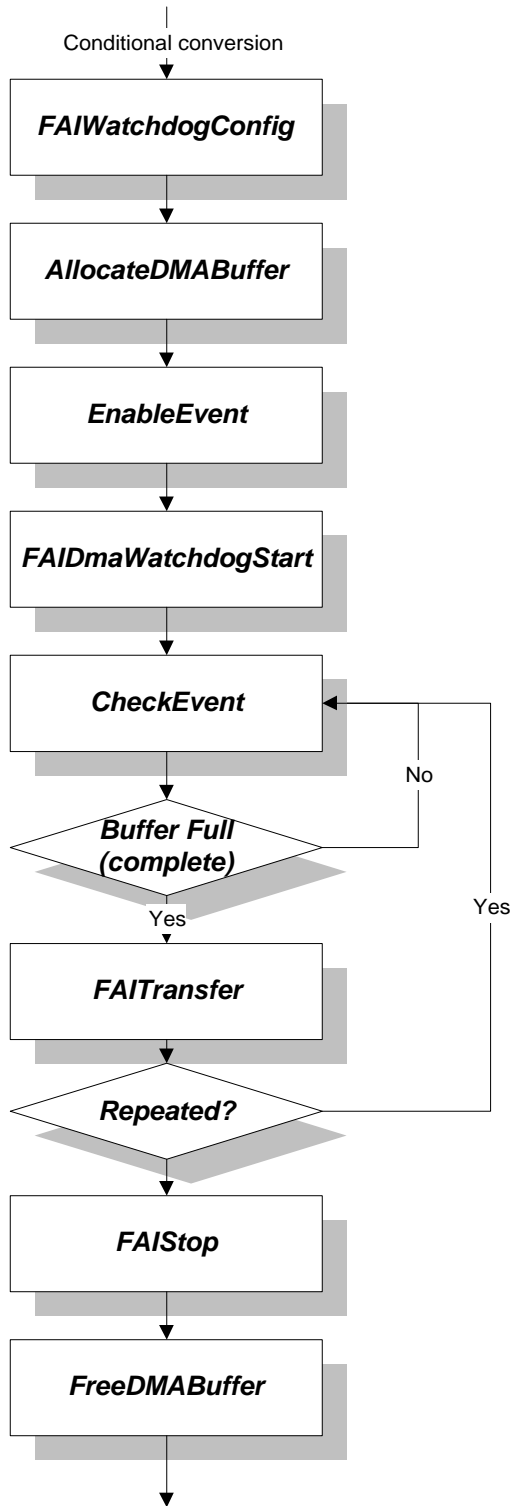 Conditional conversion
FAIWatchdogConfig
AllocateDMABuffer
EnableEvent
FAIDmaWatchdogStart
CheckEvent
No
Buffer Full
(complete)
Yes
Yes
FAITransfer
Repeated?
FAIStop
FreeDMABuffer